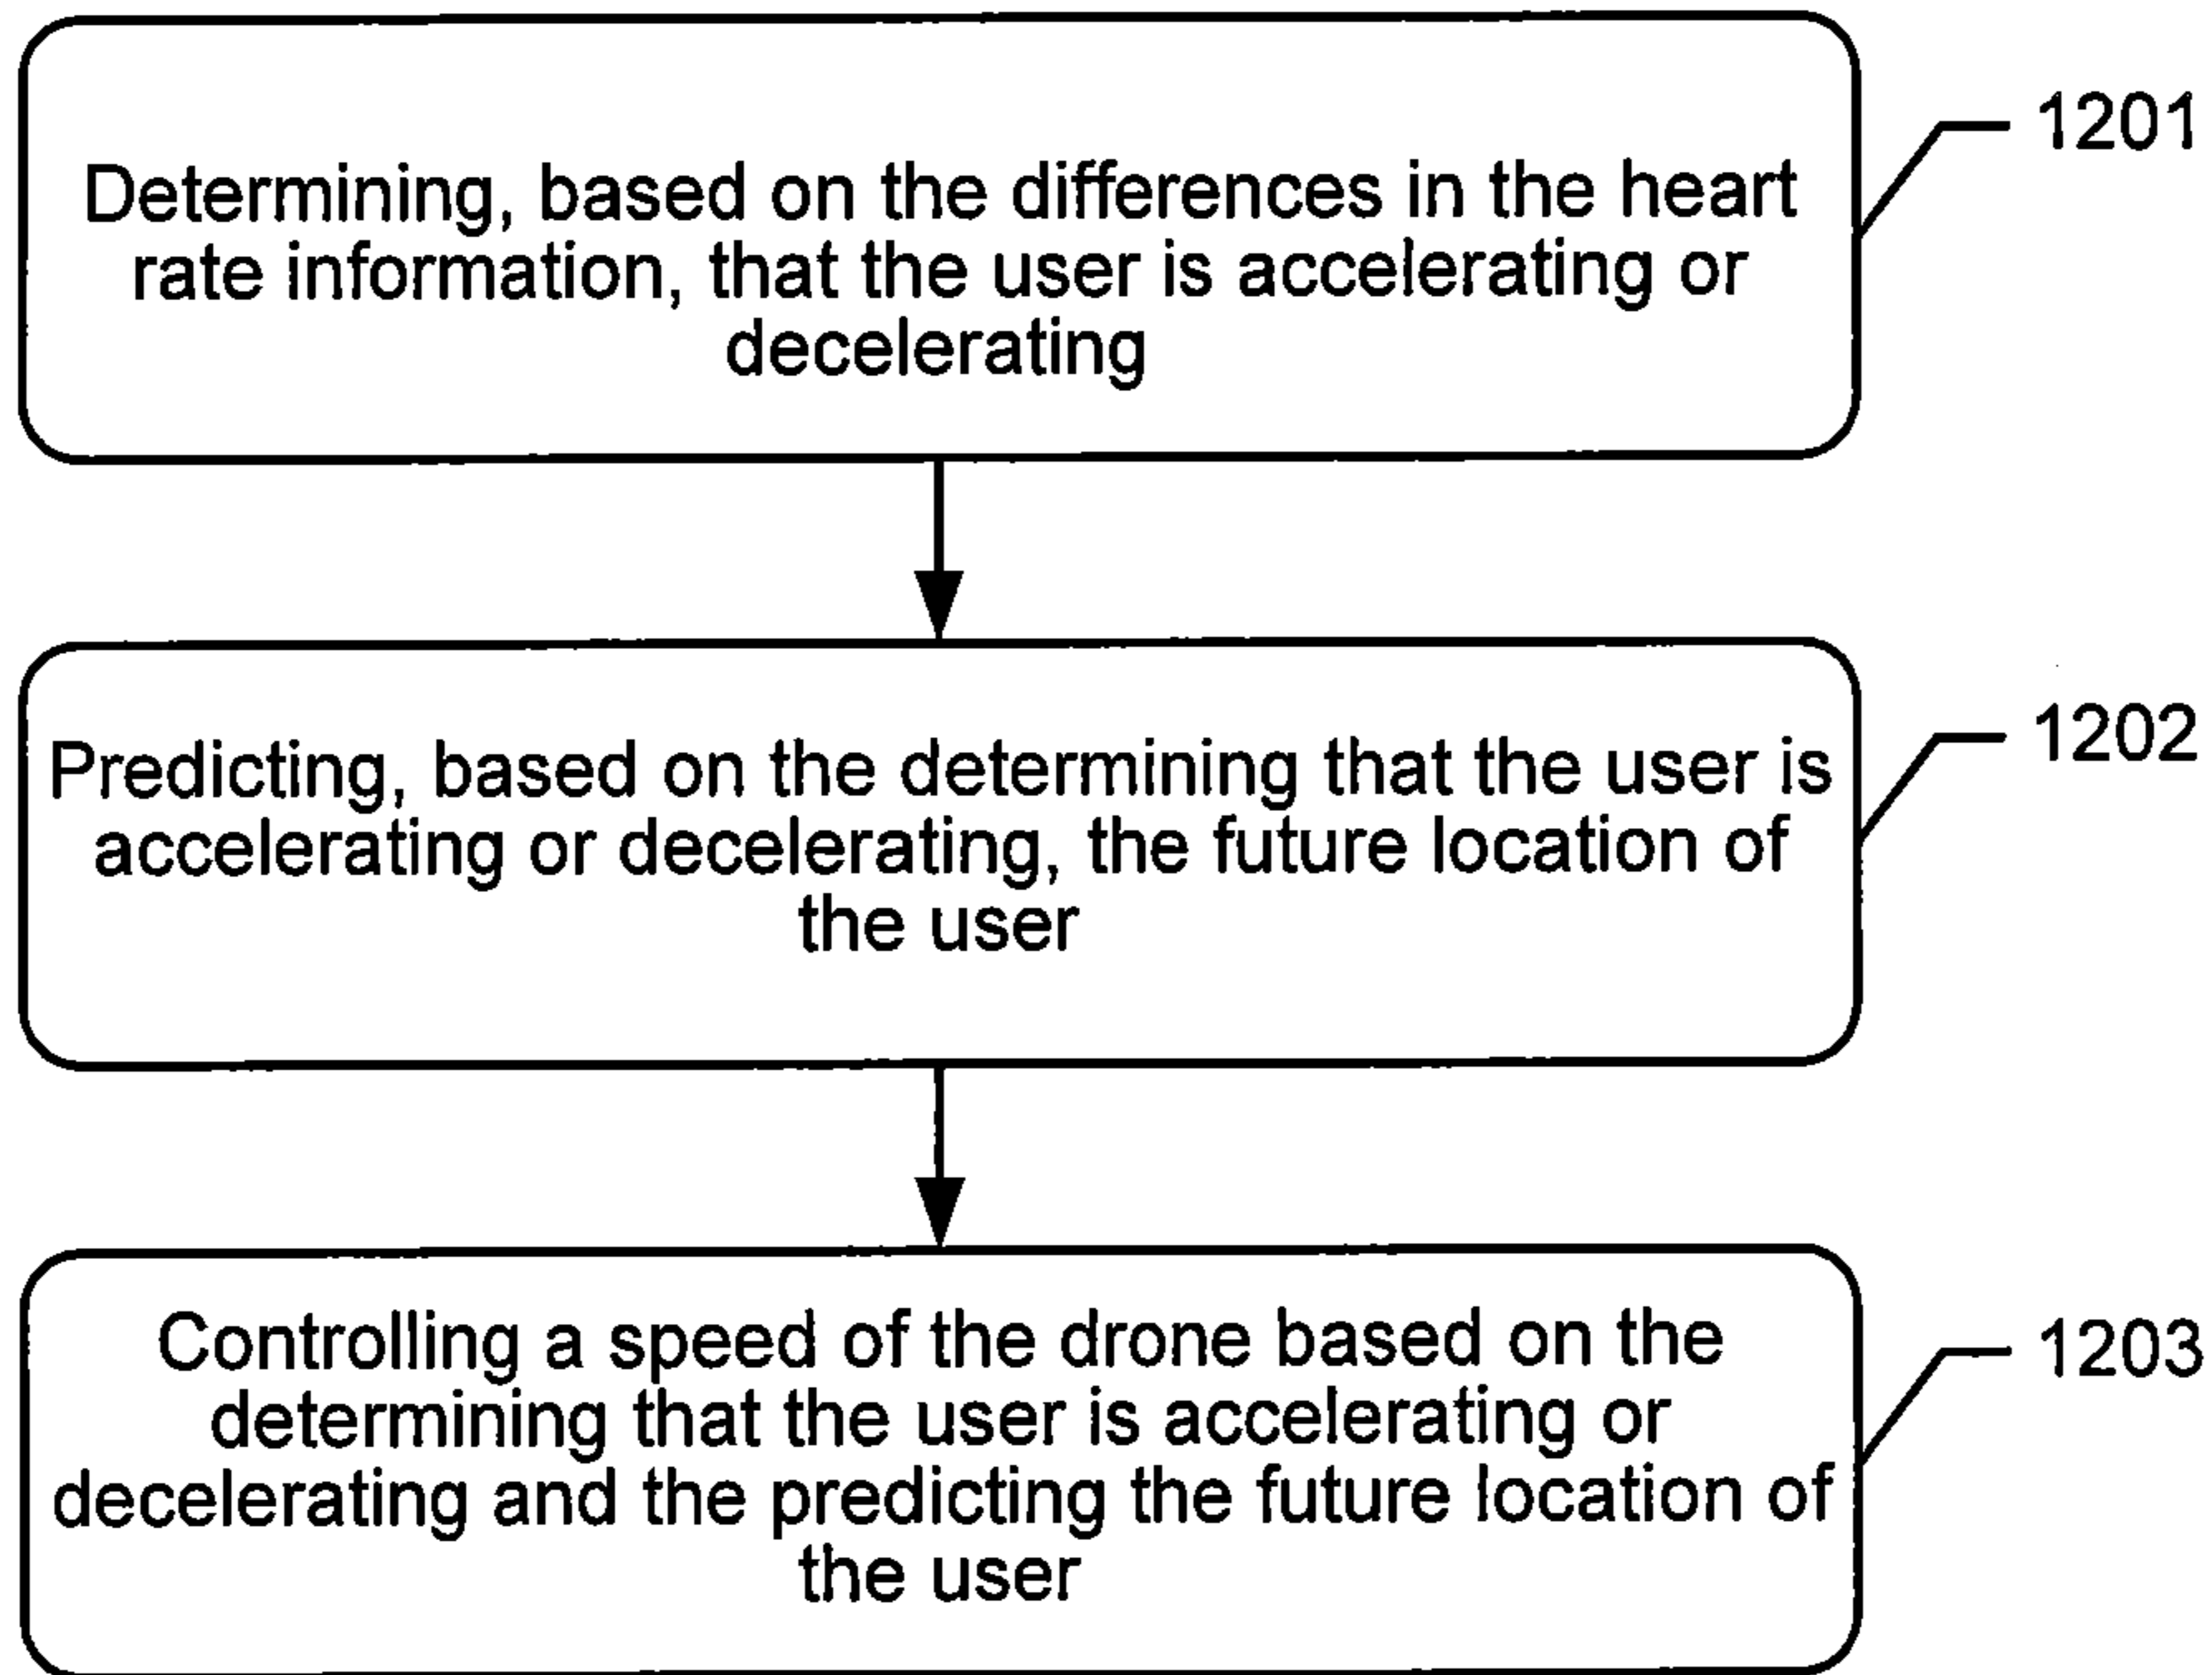 Determining, based on the differences in the heart
rate information, that the user is accelerating or
decelerating
1201
Predicting, based on the determining that the user is
accelerating or decelerating, the future location of
the user
1202
Controlling a speed of the drone based on the
determining that the user is accelerating or
decelerating and the predicting the future location of
the user
1203